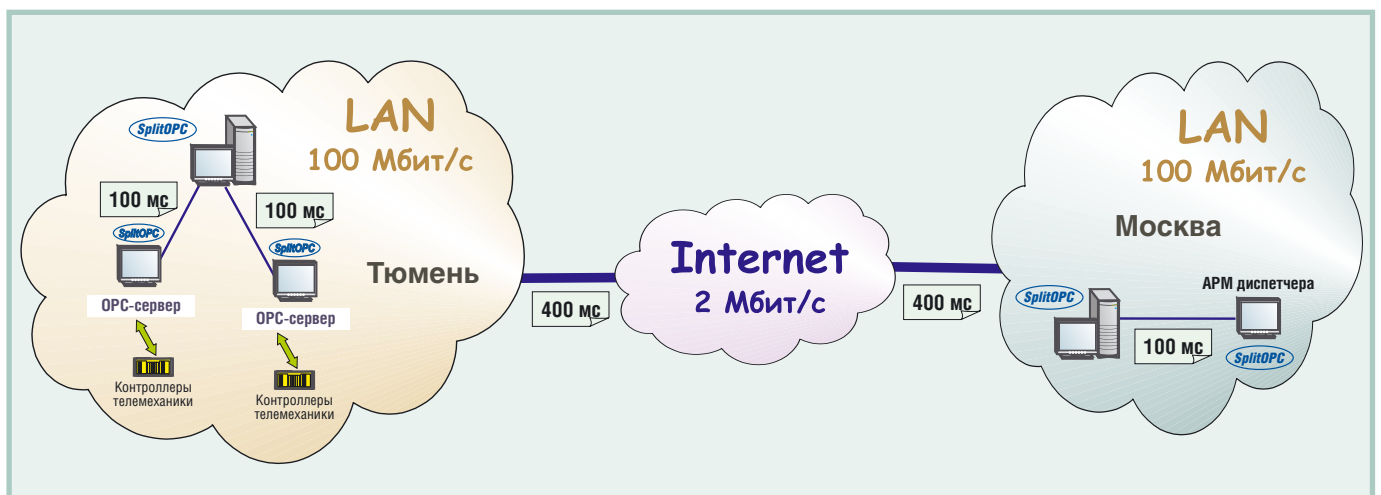 SplitOPC
LAN
100 Мбит/с
100 мс
100 мс
SplitOPC
SplitOPC
Тюмень
OPC-сервер
OPC-сервер
Контроллеры
телемеханики
Контроллеры
телемеханики
400 мс
Internet
2 Мбит/с
400 мс
LAN
100 Мбит/с
Москва
SplitOPC
АРМ диспетчера
100 мс
SplitOPC